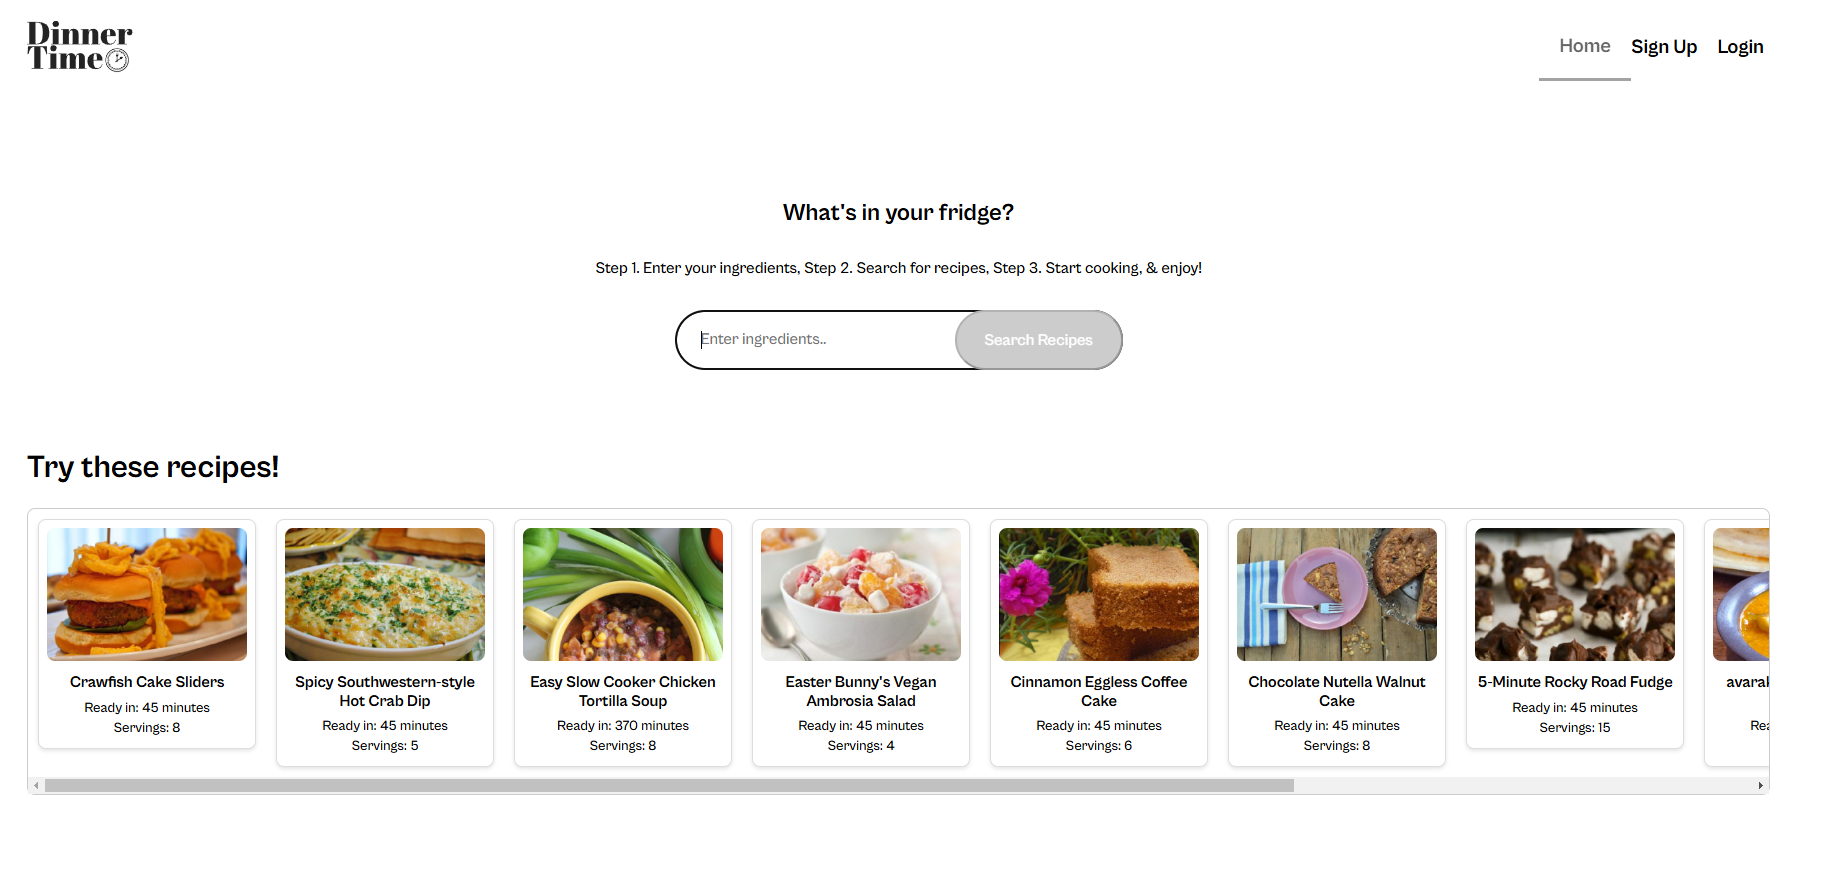 Dinner
Time
Home Sign Up Login
What's in your fridge?
Step 1. Enter your ingredients, Step 2. Search for recipes, Step 3. Start cooking, & enjoy!
Enter ingredients.. Search Recipes
Try these recipes!
Crawfish Cake Sliders
Ready in: 45 minutes
Servings: 8
Spicy Southwestern-style
Hot Crab Dip
Ready in: 45 minutes
Servings: 5
Easy Slow Cooker Chicken
Tortilla Soup
Ready in: 370 minutes
Servings: 8
Easter Bunny's Vegan
Ambrosia Salad
Ready in: 45 minutes
Servings: 4
Cinnamon Eggless Coffee
Cake
Ready in: 45 minutes
Servings: 6
Chocolate Nutella Walnut
Cake
Ready in: 45 minutes
Servings: 8
5-Minute Rocky Road Fudge
Ready in: 45 minutes
Servings: 15